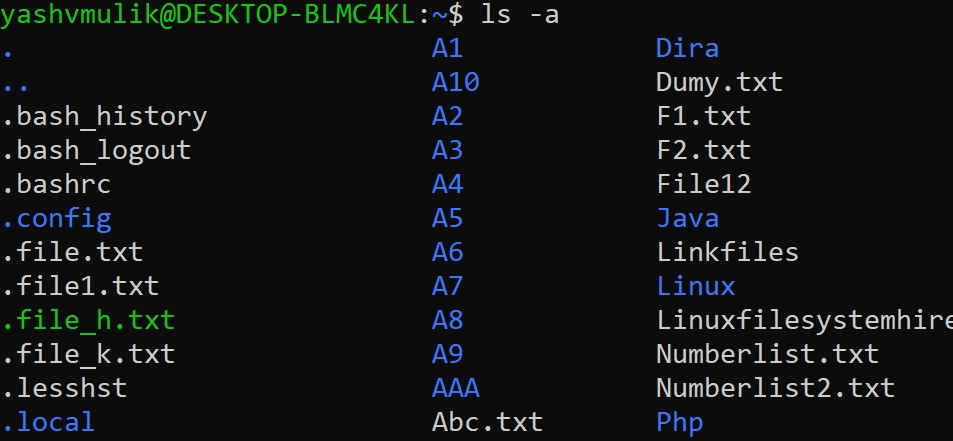 yashvmulik@DESKTOP-BLMC4KL:~$ ls -a
. A1 Dira
.. A10 Dumy.txt
.bash_history A2 F1.txt
.bash_logout A3 F2.txt
.bashrc A4 File12
.config A5 Java
.file.txt A6 Linkfiles
.file1.txt A7 Linux
.file_h.txt A8 Linuxfilesystemhire
.file_k.txt A9 Numberlist.txt
.lesshst AAA Numberlist2.txt
.local Abc.txt Php